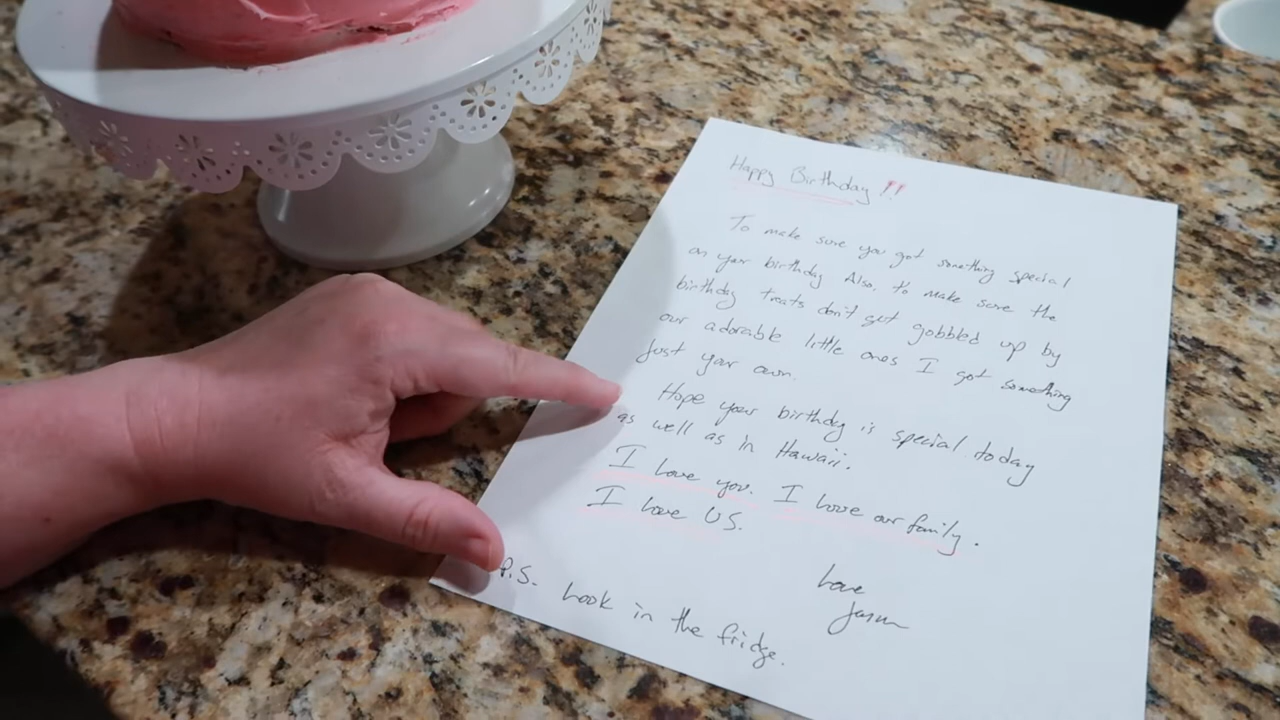 Happy Birthday !!
To make sure you got something special
on your birthday Also, to make sure the
birthday treats don't get gobbled up by
our adorable little ones I got something
just your own.
Hope your birthday is special today
as well as in Hawaii.
I love you. I love our family.
I love US.
Love
P.S. Look in the fridge.